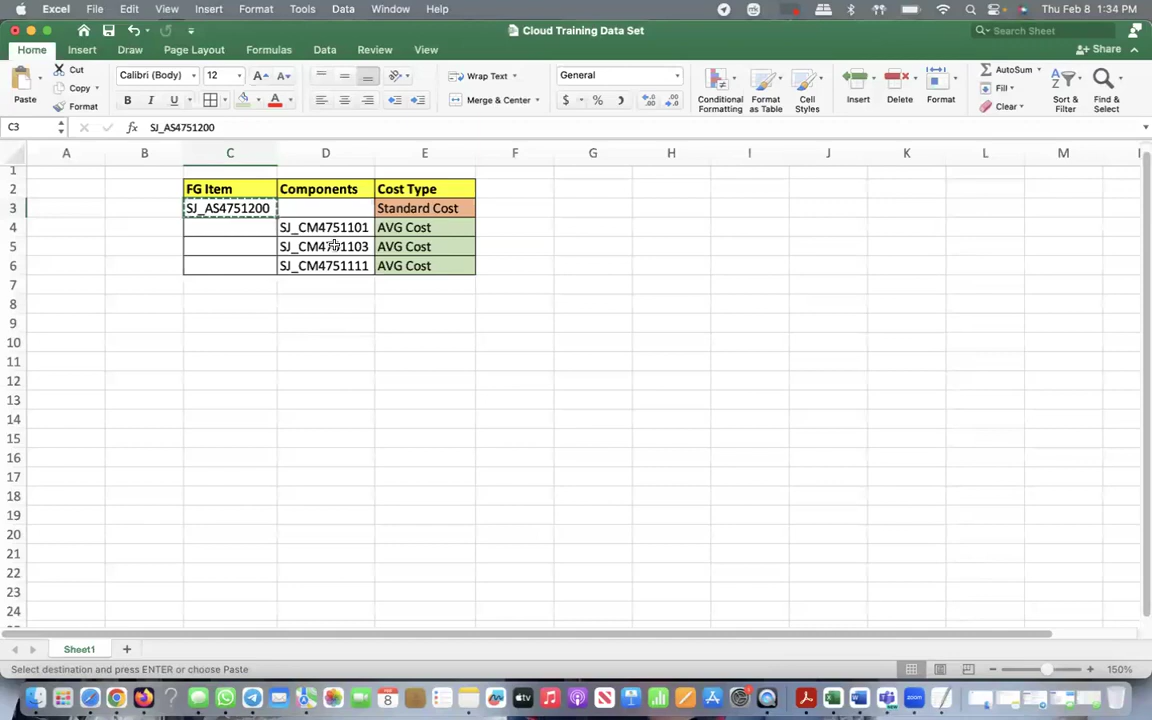 Excel File Edit View Insert Format Tools Data Window Help Thu Feb 8 1:34 PM
Cloud Training Data Set Search Sheet
Home Insert Draw Page Layout Formulas Data Review View Share
Paste Cut Copy Format
Calibri (Body) 12 A A
B I U A
Wrap Text
Merge & Center
General
$ %
Conditional Formatting
Format as Table
Cell Styles
Insert
Delete
Format
AutoSum
Fill
Clear
Sort & Filter
Find & Select
C3 fx SJ_AS4751200
A B C D E F G H I J K L M
1
2 FG Item Components Cost Type
3 SJ_AS4751200 Standard Cost
4 SJ_CM4751101 AVG Cost
5 SJ_CM4751103 AVG Cost
6 SJ_CM4751111 AVG Cost
7
8
9
10
11
12
13
14
15
16
17
18
19
20
21
22
23
24
Sheet1
Select destination and press ENTER or choose Paste 150%